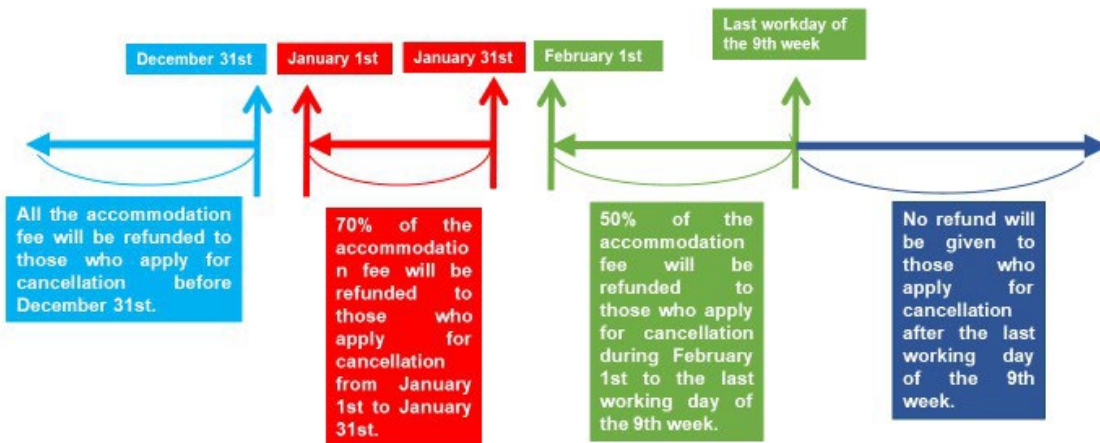 December 31st
January 1st
January 31st
February 1st
Last workday of
the 9th week
All the accommodation
fee will be refunded to
those who apply for
cancellation before
December 31st.
70% of the
accommodatio
n fee will be
refunded to
those who
apply for
cancellation
from January
1st to January
31st.
50% of the
accommodation
fee will be
refunded to
those who apply
for cancellation
during February
1st to the last
working day of
the 9th week.
No refund will
be given to
those who
apply for
cancellation
after the last
working day
of the 9th
week.